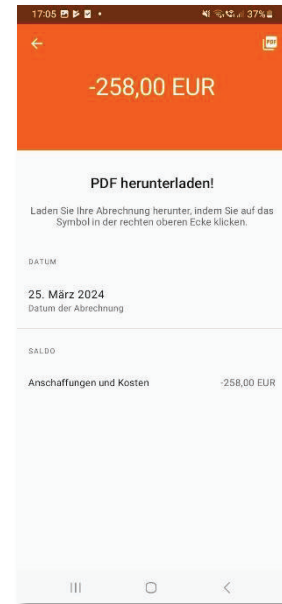 17:05 37%
PDF
-258,00 EUR
PDF herunterladen!
Laden Sie Ihre Abrechnung herunter, indem Sie auf das
Symbol in der rechten oberen Ecke klicken.
DATUM
25. März 2024
Datum der Abrechnung
SALDO
Anschaffungen und Kosten -258,00 EUR